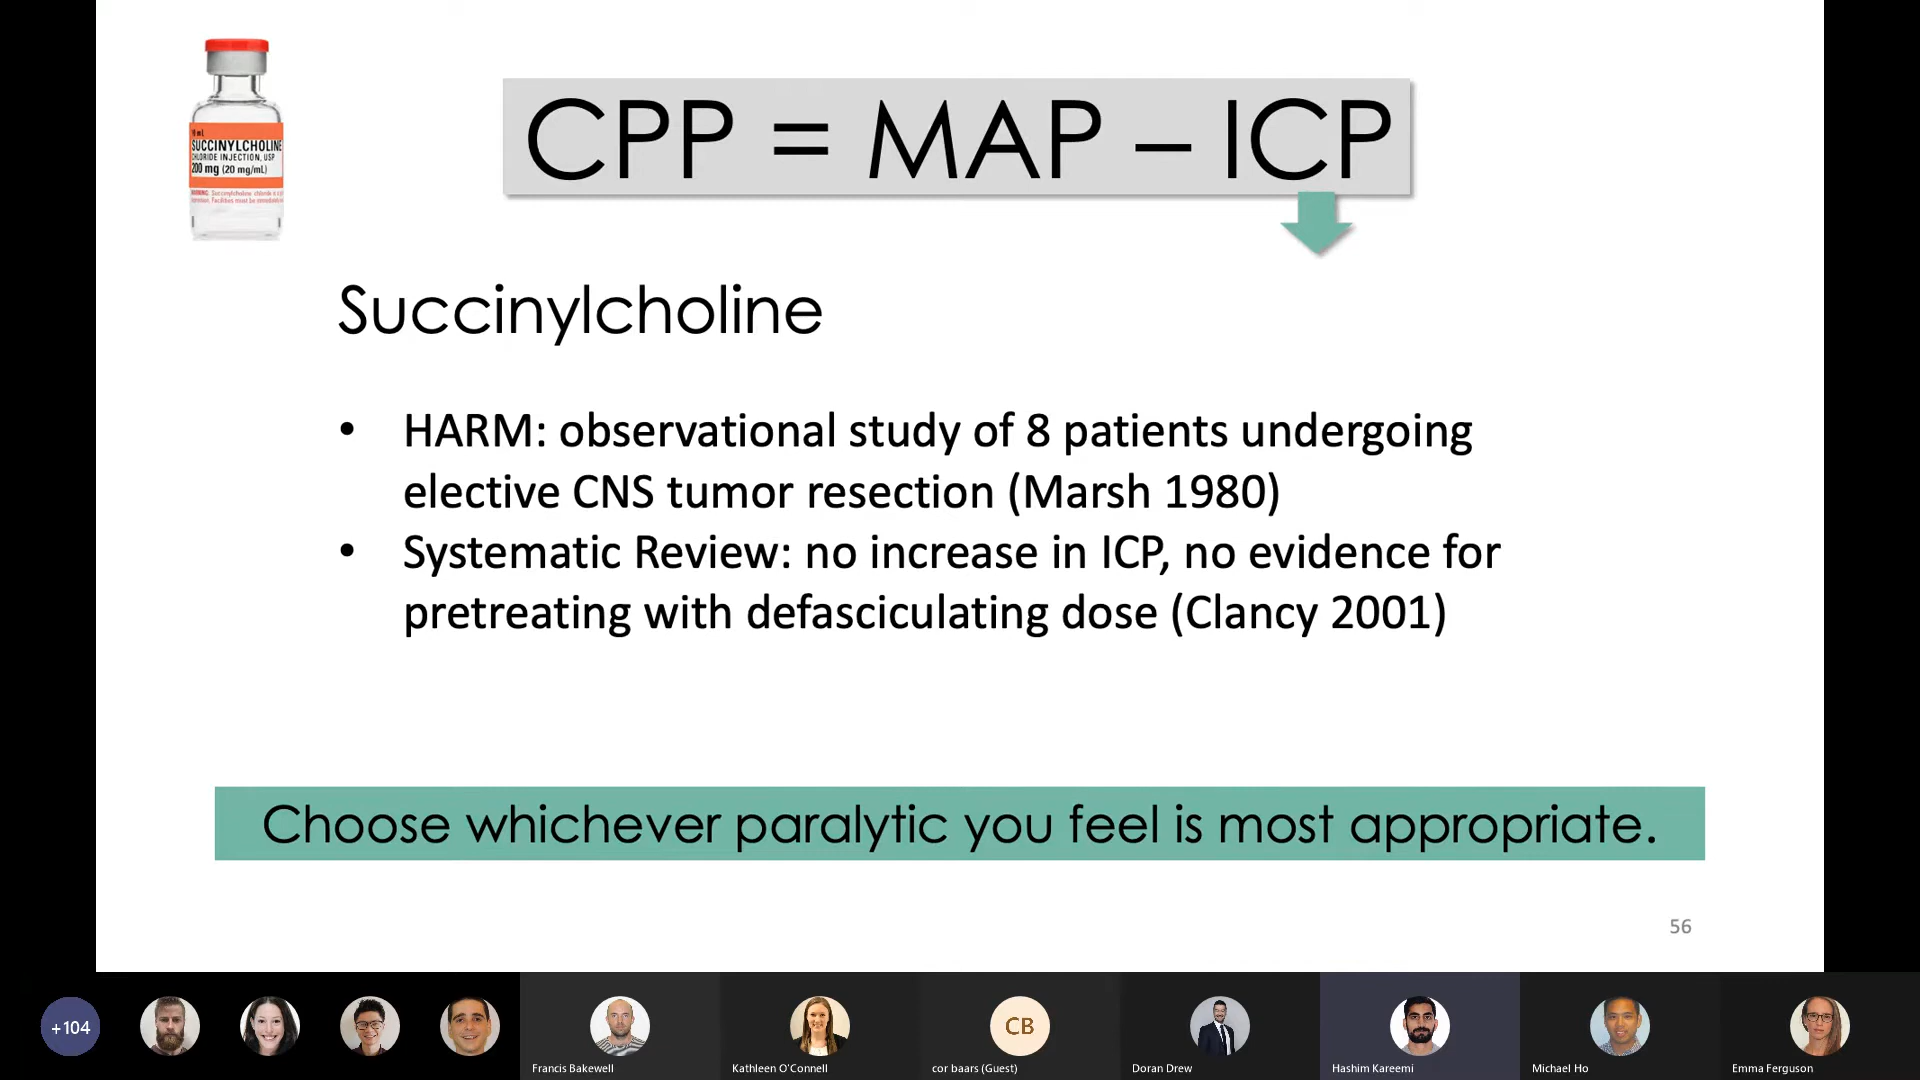 CPP = MAP – ICP
10 mL
SUCCINYLCHOLINE
CHLORIDE INJECTION, USP
200 mg (20 mg/mL)
Succinylcholine
• HARM: observational study of 8 patients undergoing
elective CNS tumor resection (Marsh 1980)
• Systematic Review: no increase in ICP, no evidence for
pretreating with defasciculating dose (Clancy 2001)
Choose whichever paralytic you feel is most appropriate.
56
+104
CB
Francis Bakewell
Kathleen O'Connell
cor baars (Guest)
Doran Drew
Hashim Kareemi
Michael Ho
Emma Ferguson